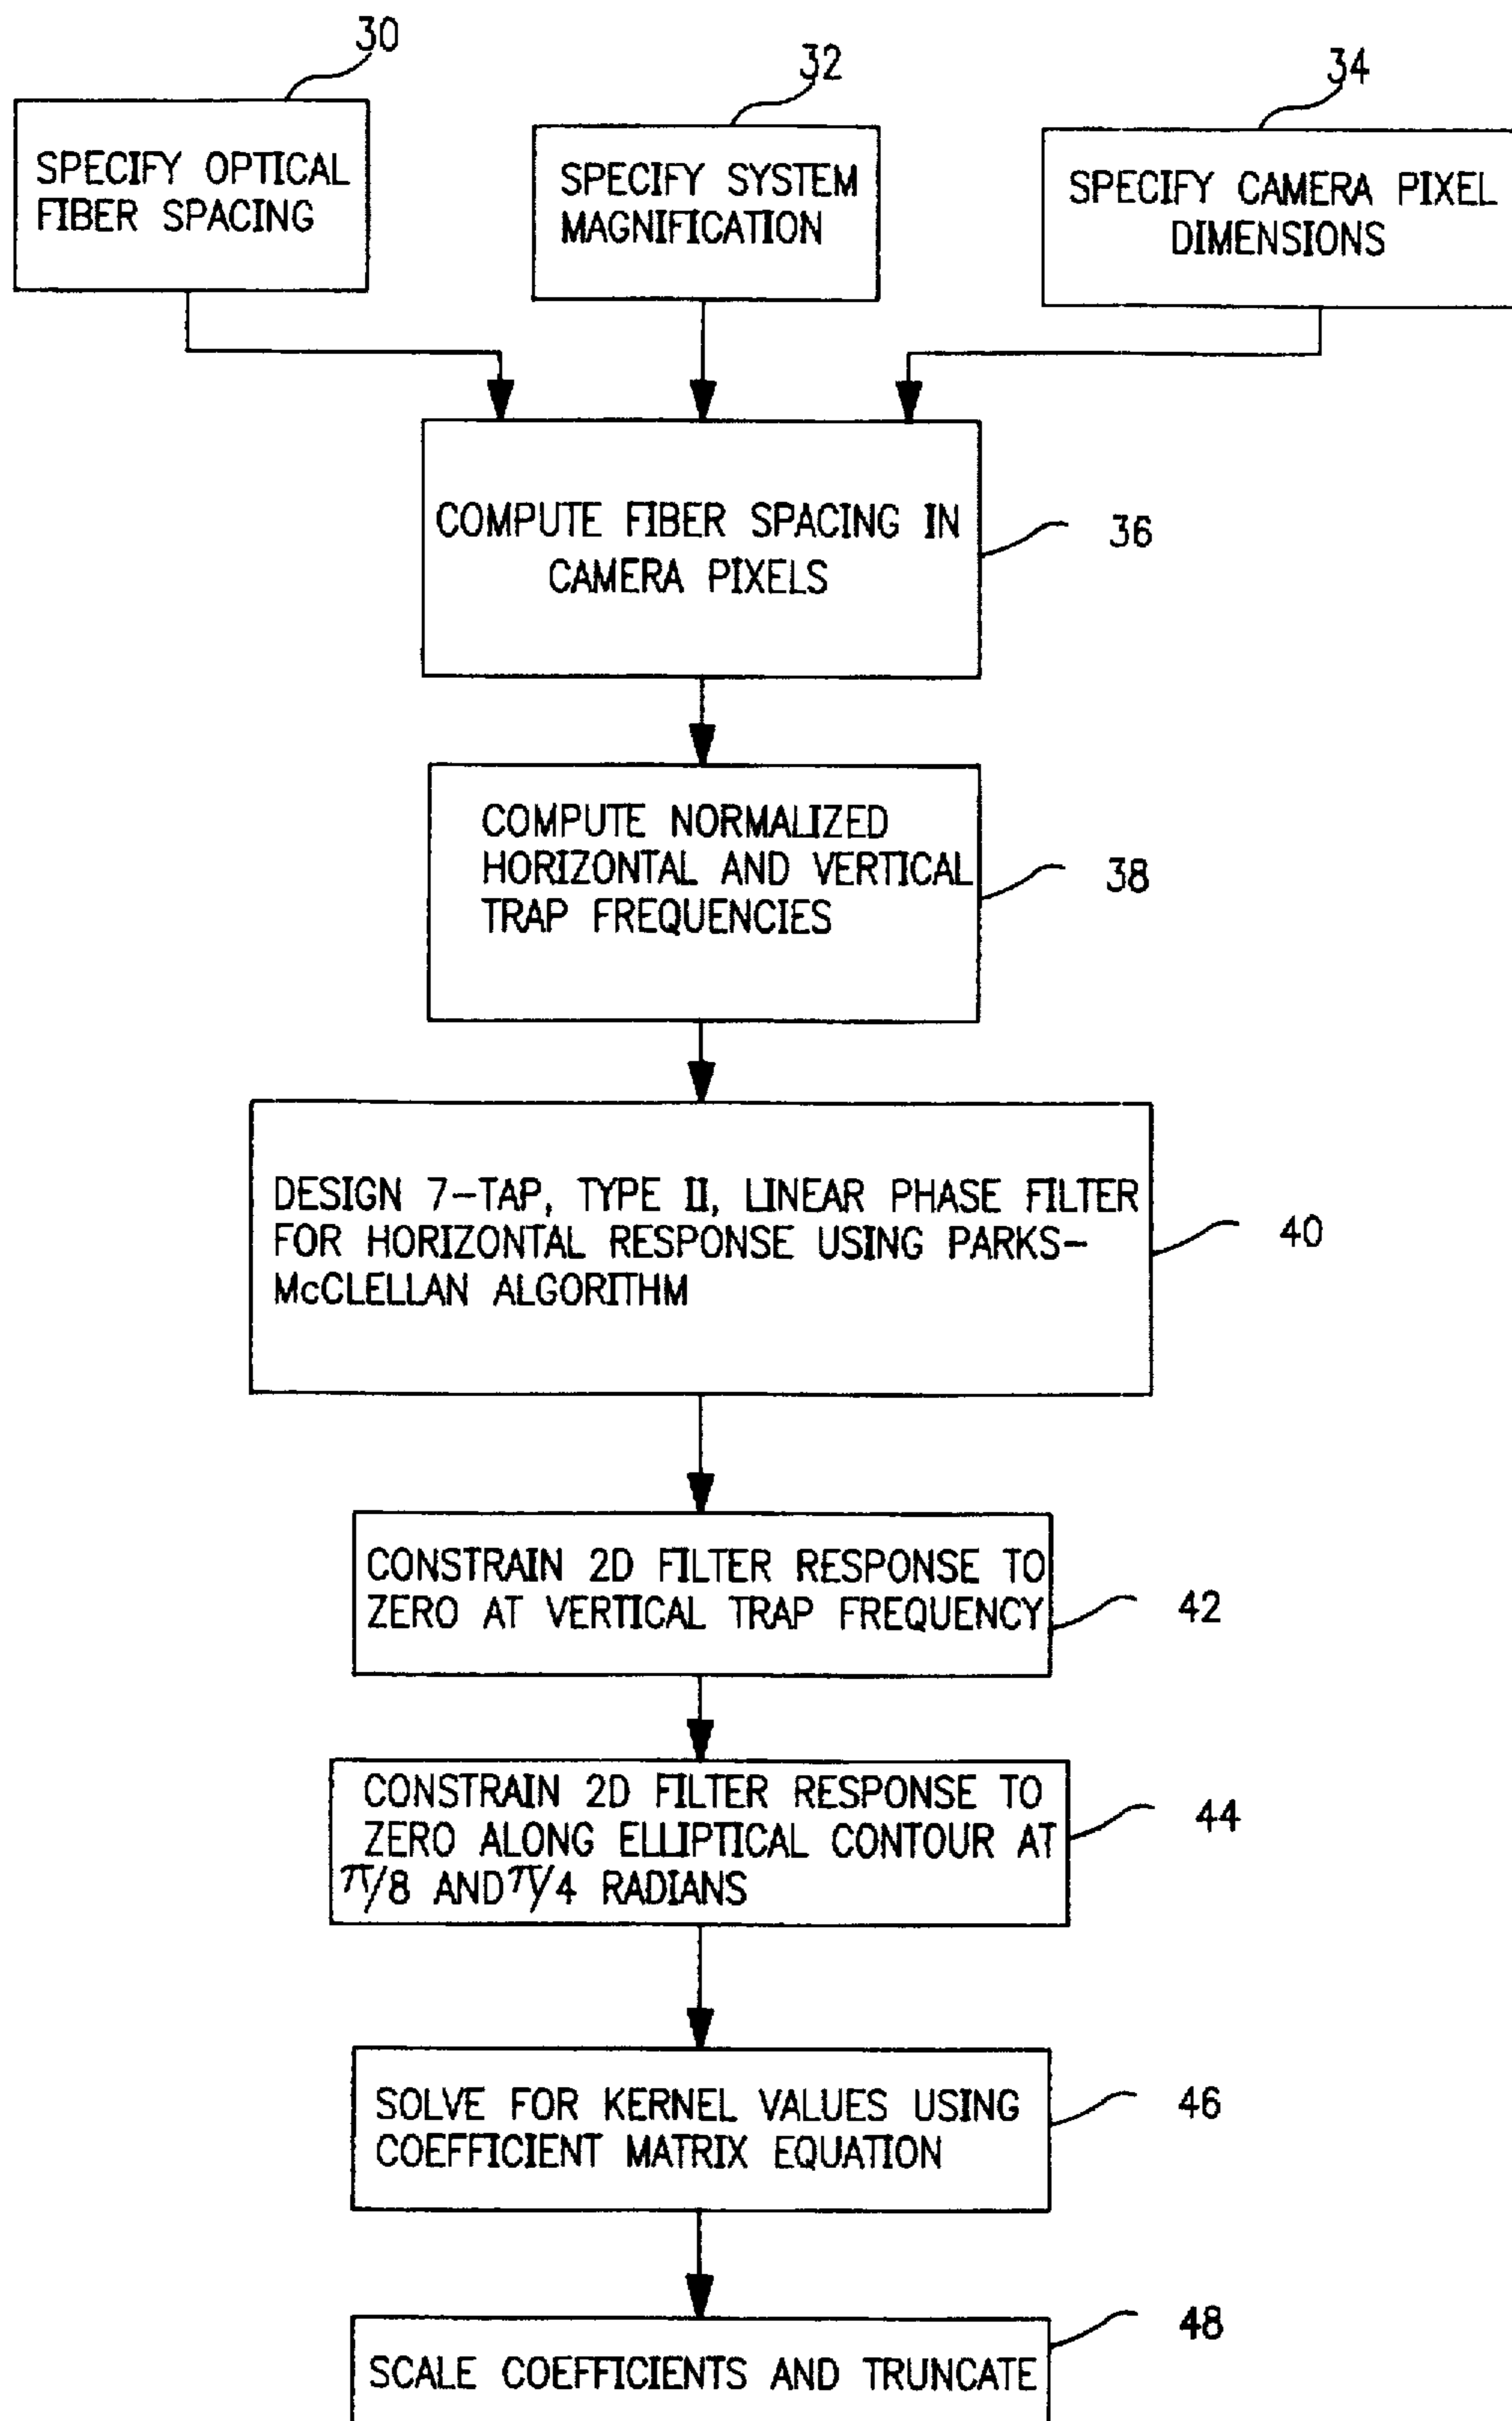 30
SPECIFY OPTICAL
FIBER SPACING
32
SPECIFY SYSTEM
MAGNIFICATION
34
SPECIFY CAMERA PIXEL
DIMENSIONS
COMPUTE FIBER SPACING IN
CAMERA PIXELS
36
COMPUTE NORMALIZED
HORIZONTAL AND VERTICAL
TRAP FREQUENCIES
38
DESIGN 7-TAP, TYPE II, LINEAR PHASE FILTER
FOR HORIZONTAL RESPONSE USING PARKS-
McCLELLAN ALGORITHM
40
CONSTRAIN 2D FILTER RESPONSE TO
ZERO AT VERTICAL TRAP FREQUENCY
42
CONSTRAIN 2D FILTER RESPONSE TO
ZERO ALONG ELLIPTICAL CONTOUR AT
π/8 AND π/4 RADIANS
44
SOLVE FOR KERNEL VALUES USING
COEFFICIENT MATRIX EQUATION
46
SCALE COEFFICIENTS AND TRUNCATE
48